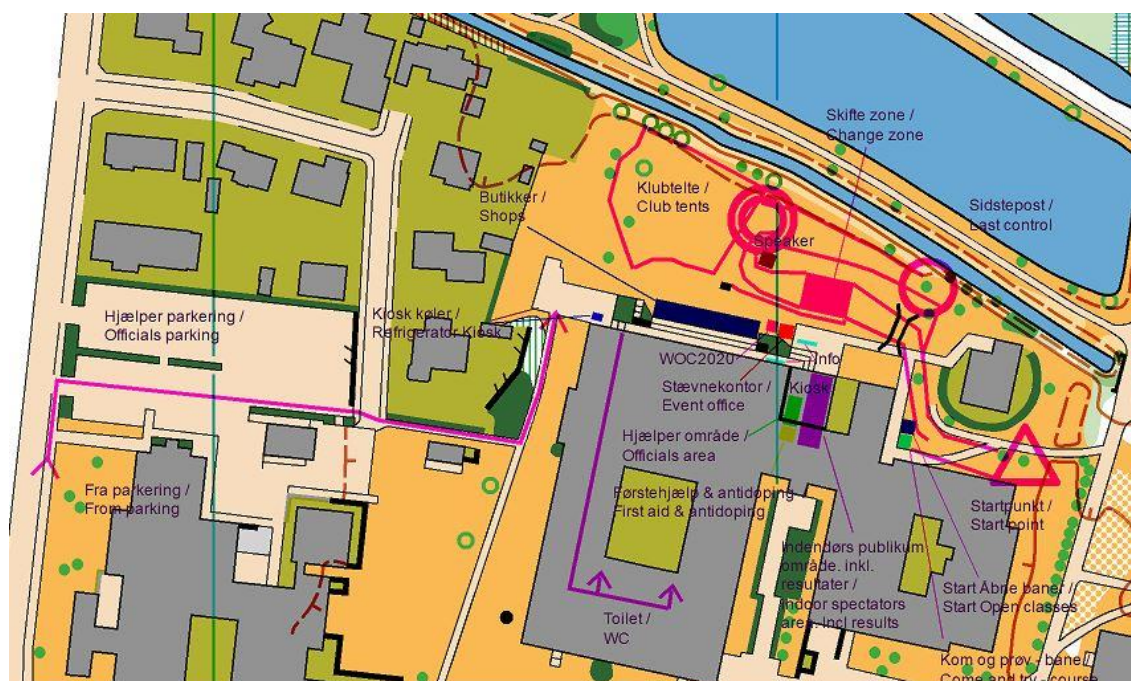 Skifte zone /
Change zone
Butikker /
Shops
Klubtelte /
Club tents
Sidstepost /
Last control
Speaker
Hjælper parkering /
Officials parking
Kiosk køler /
Refrigerator Kiosk
WOC2020
Info
Stævnekontor /
Event office
Kiosk
Hjælper område /
Officials area
Fra parkering /
From parking
Førstehjælp & antidoping /
First aid & antidoping
Startpunkt /
Start point
Indendørs publikum
område. inkl.
resultater /
Indoor spectators
area. Incl results
Start Åbne baner /
Start Open classes
Toilet /
WC
Kom og prøv - bane /
Come and try - course